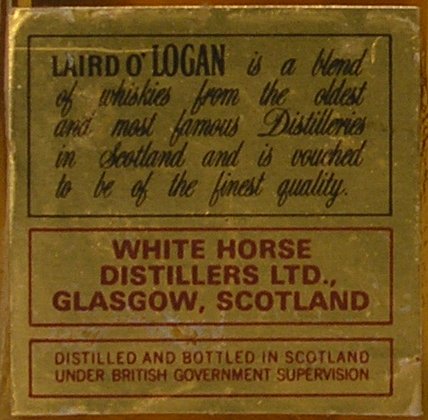 LAIRD O' LOGAN is a blend
of whiskies from the oldest
and most famous Distilleries
in Scotland and is vouched
to be of the finest quality.
WHITE HORSE
DISTILLERS LTD.,
GLASGOW, SCOTLAND
DISTILLED AND BOTTLED IN SCOTLAND
UNDER BRITISH GOVERNMENT SUPERVISION